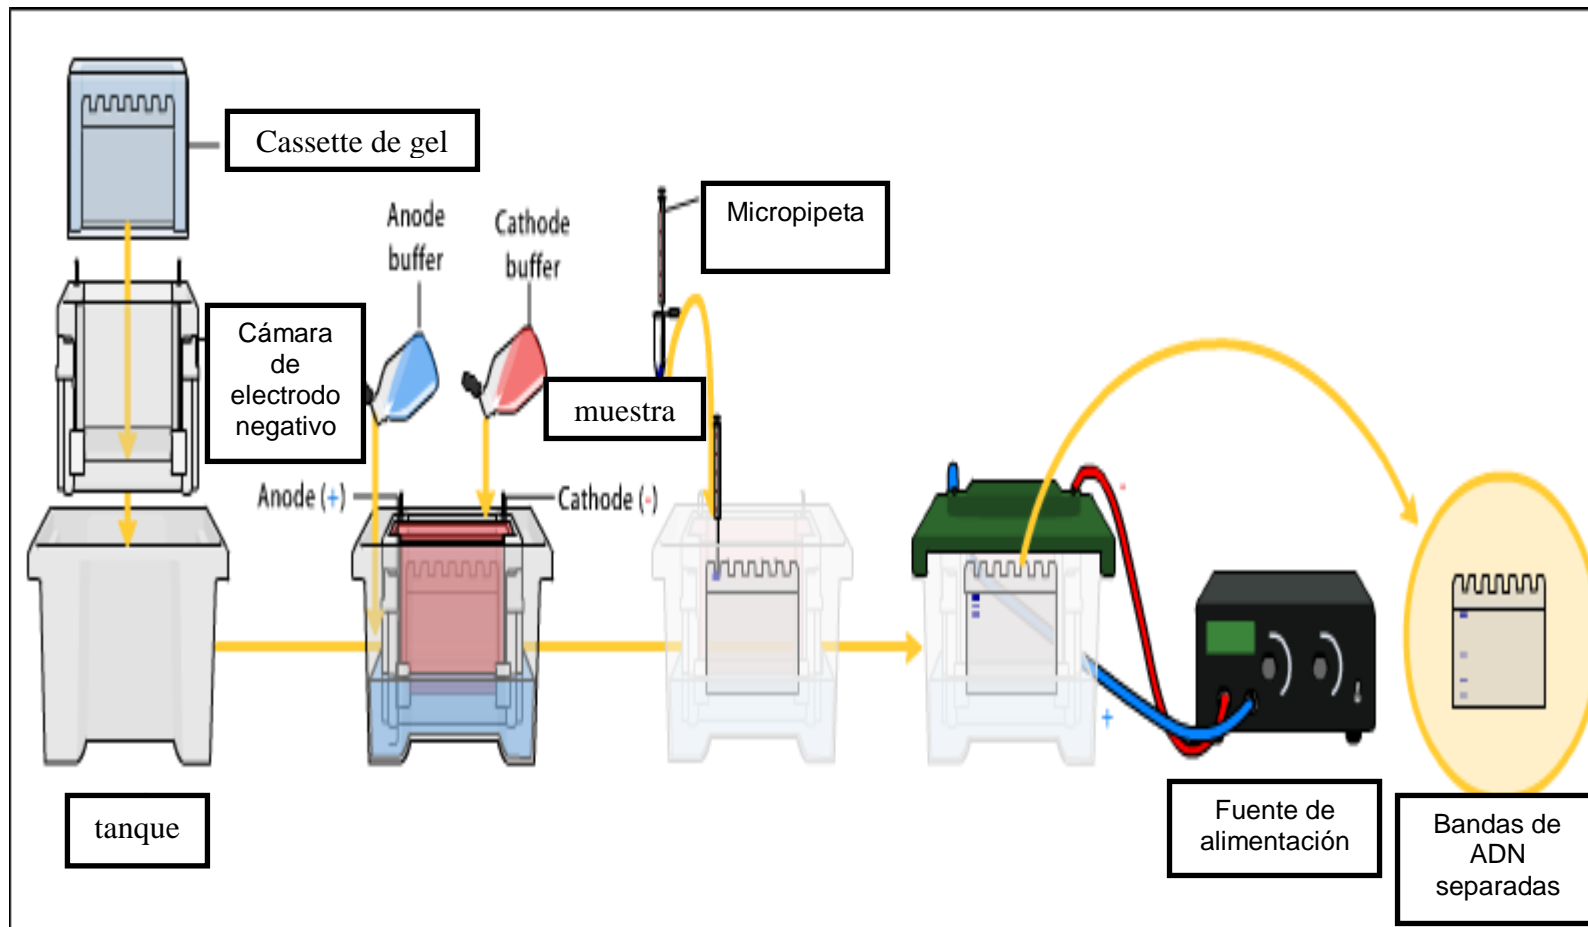 Cassette de gel
Anode
buffer
Cathode
buffer
Micropipeta
Cámara
de
electrodo
negativo
muestra
Anode (+)
Cathode (-)
-
+
tanque
Fuente de
alimentación
Bandas de
ADN
separadas